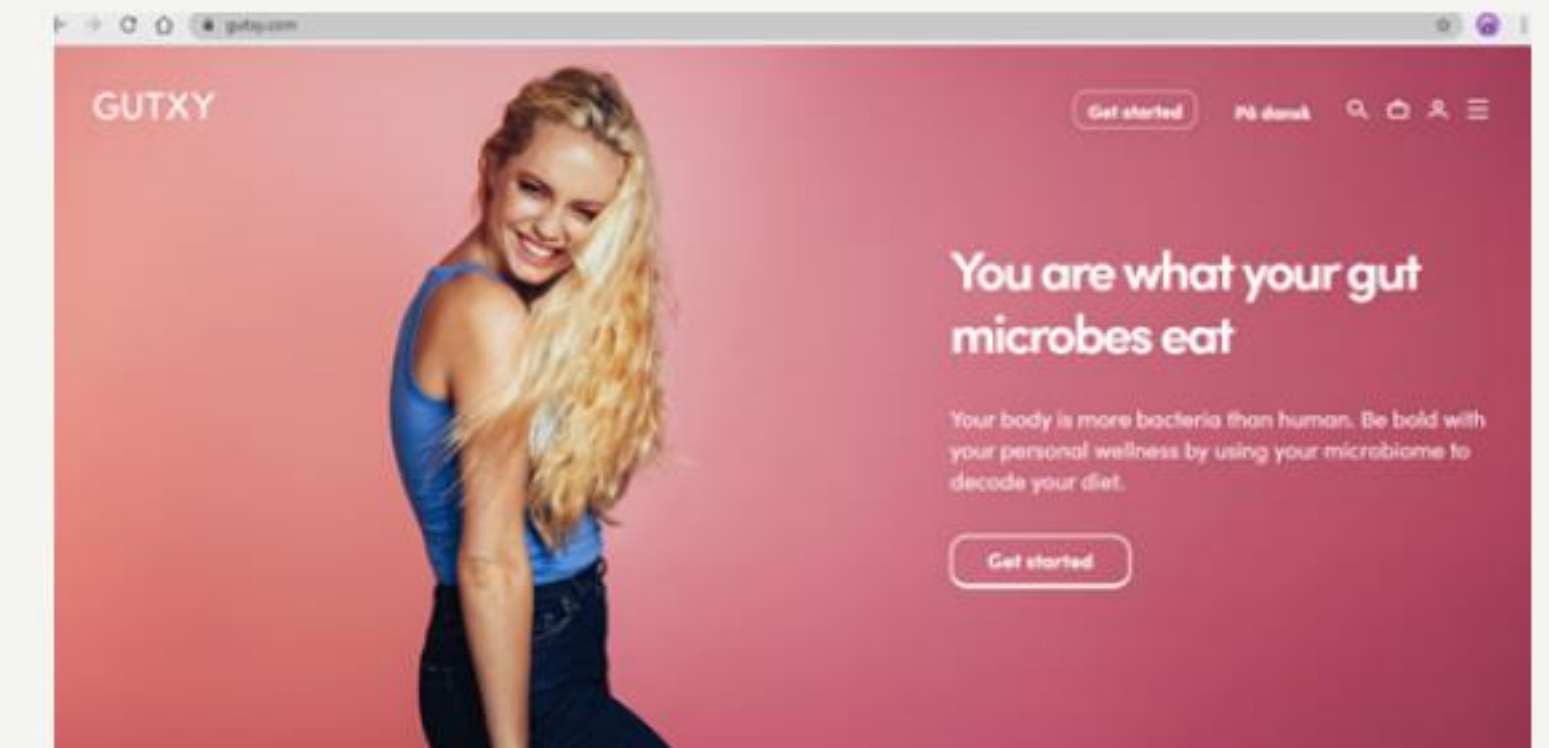 gutxy.com
GUTXY
Get started
På dansk
You are what your gut
microbes eat
Your body is more bacteria than human. Be bold with
your personal wellness by using your microbiome to
decode your diet.
Get started